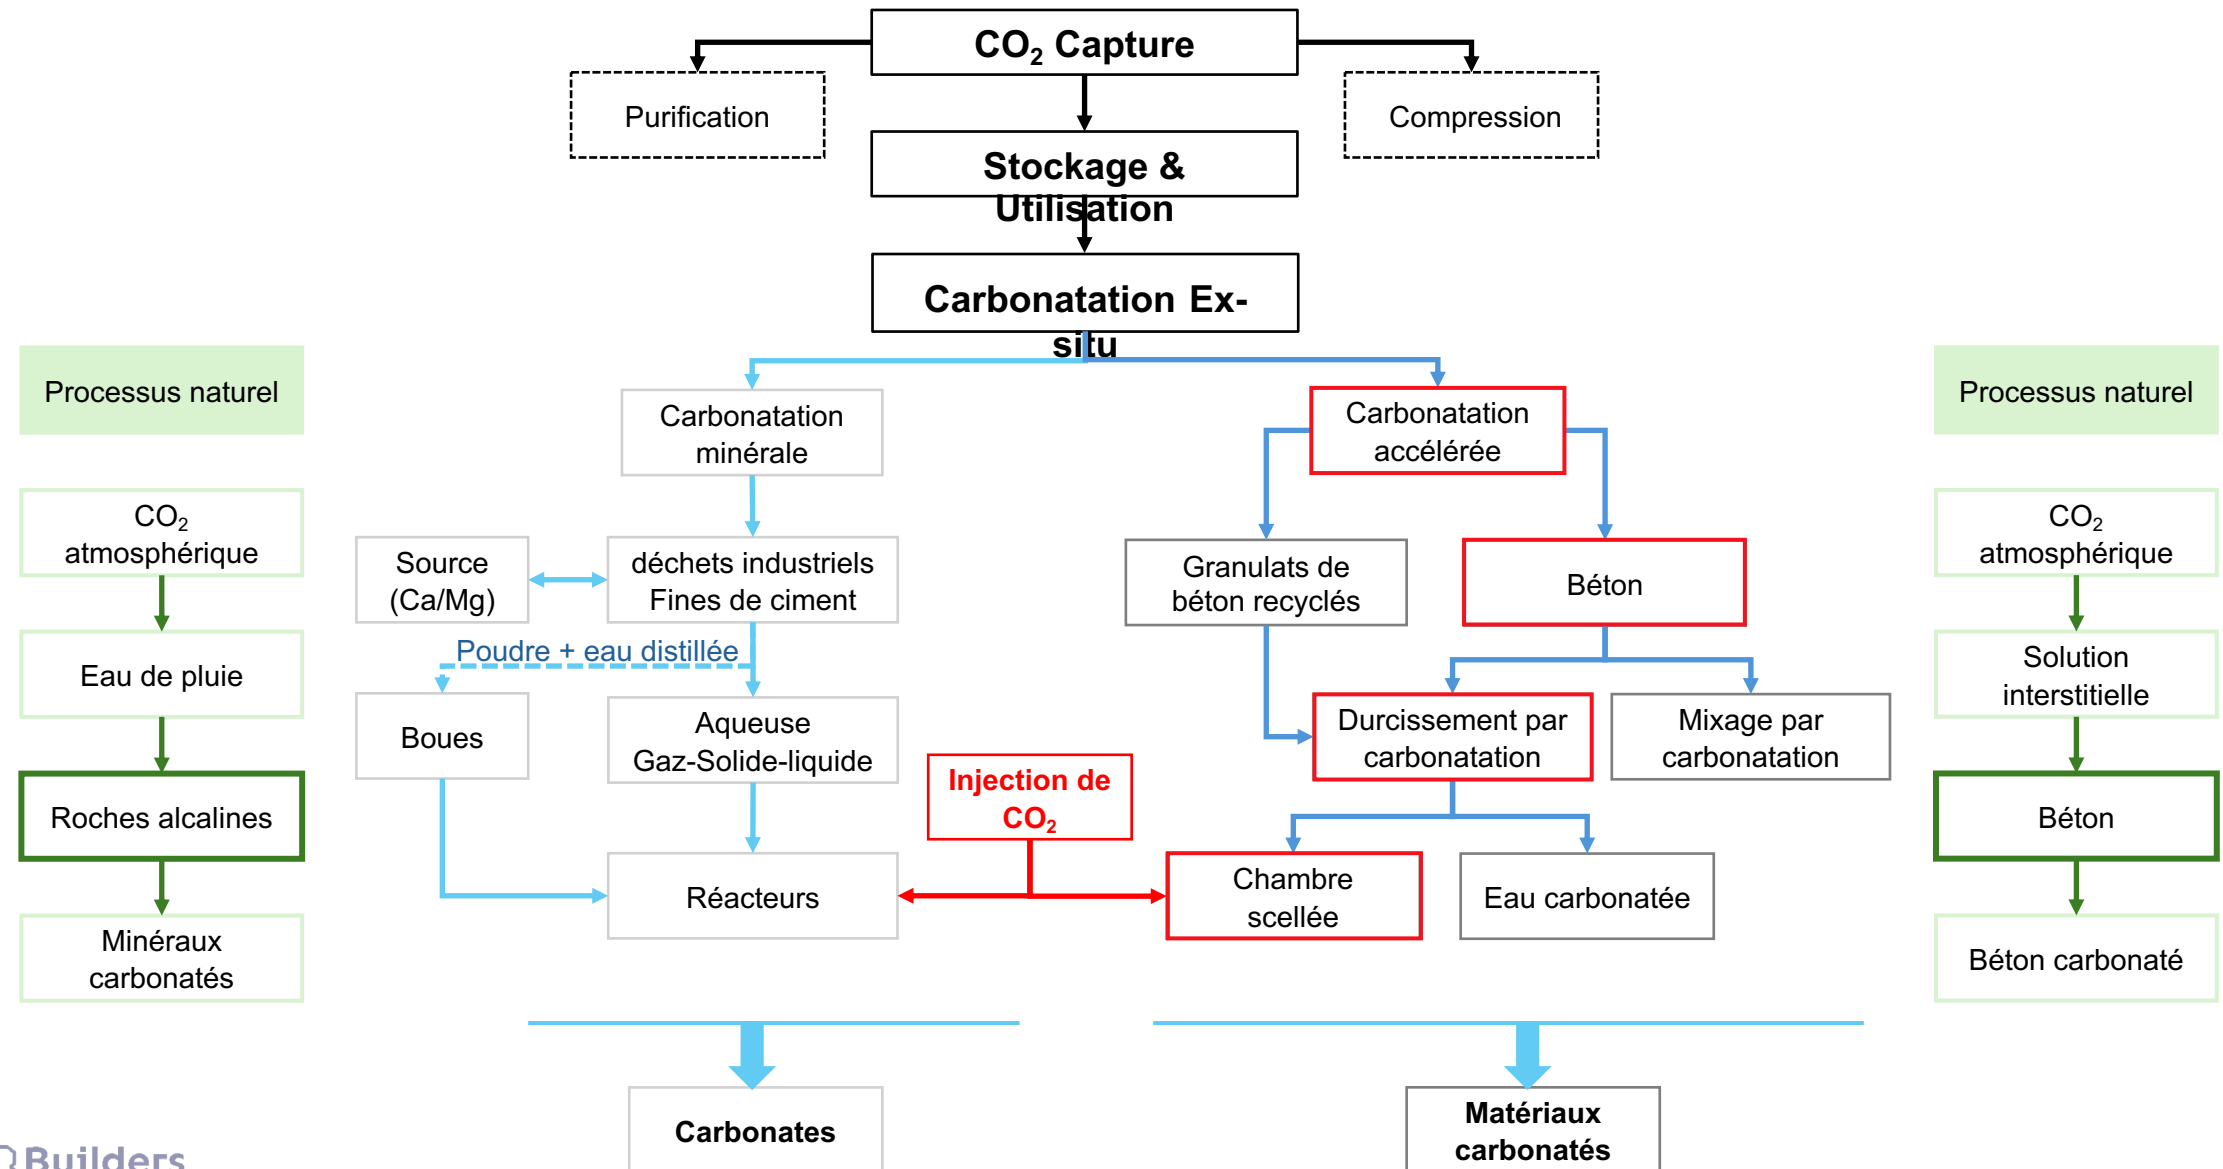 CO₂ Capture
Purification
Compression
Stockage &
Utilisation
Carbonatation Ex-
situ
Processus naturel
CO₂
atmosphérique
Eau de pluie
Roches alcalines
Minéraux
carbonatés
Carbonatation
minérale
Source
(Ca/Mg)
déchets industriels
Fines de ciment
Poudre + eau distillée
Boues
Aqueuse
Gaz-Solide-liquide
Réacteurs
Injection de
CO₂
Carbonatation
accélérée
Granulats de
béton recyclés
Béton
Durcissement par
carbonatation
Mixage par
carbonatation
Chambre
scellée
Eau carbonatée
Processus naturel
CO₂
atmosphérique
Solution
interstitielle
Béton
Béton carbonaté
Carbonates
Matériaux
carbonatés
Builders